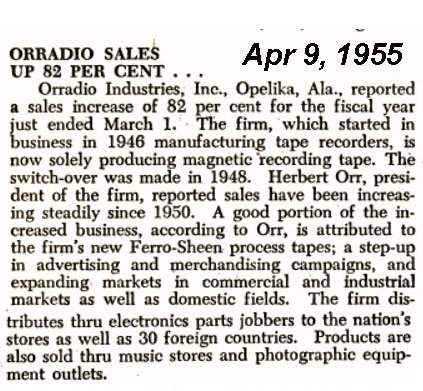 ORRADIO SALES
Apr 9, 1955
UP 82 PER CENT . . .
Orradio Industries, Inc., Opelika, Ala., reported
a sales increase of 82 per cent for the fiscal year
just ended March 1. The firm, which started in
business in 1946 manufacturing tape recorders, is
now solely producing magnetic recording tape. The
switch-over was made in 1948. Herbert Orr, presi-
dent of the firm, reported sales have been increas-
ing steadily since 1950. A good portion of the in-
creased business, according to Orr, is attributed to
the firm's new Ferro-Sheen process tapes; a step-up
in advertising and merchandising campaigns, and
expanding markets in commercial and industrial
markets as well as domestic fields. The firm dis-
tributes thru electronics parts jobbers to the nation's
stores as well as 30 foreign countries. Products are
also sold thru music stores and photographic equip-
ment outlets.